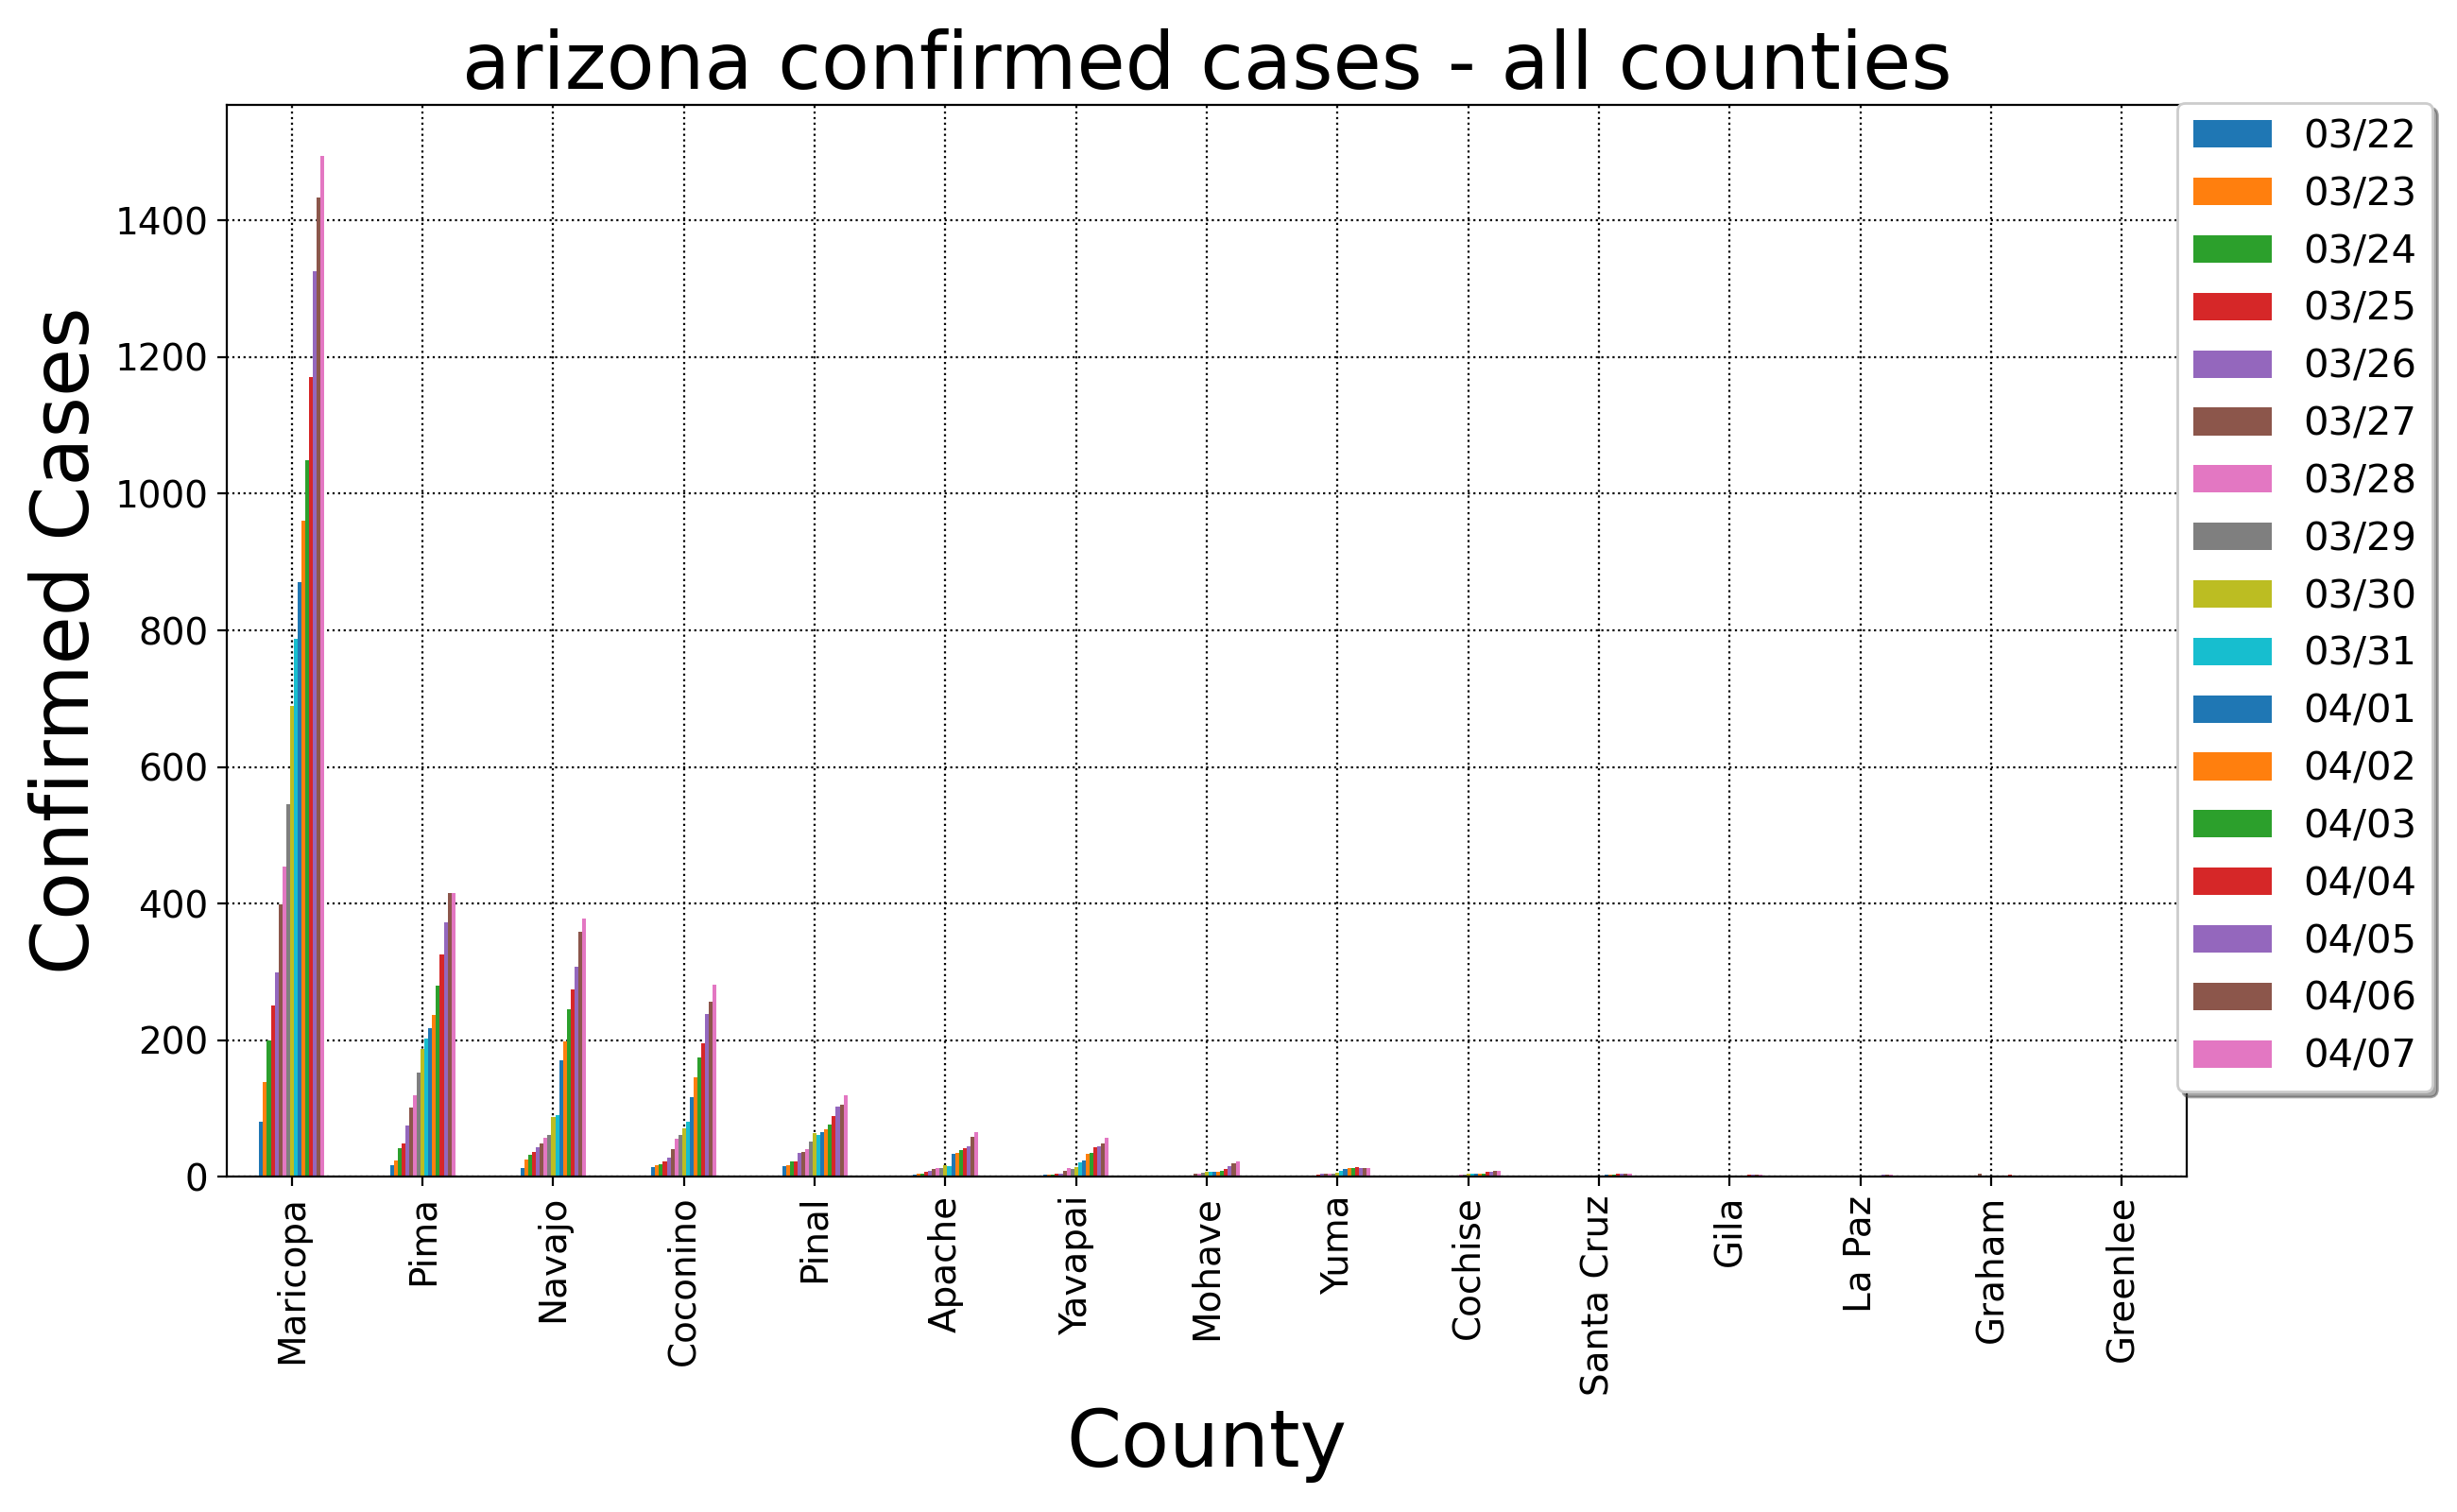 arizona confirmed cases - all counties
Confirmed Cases
1400
1200
1000
800
600
400
200
0
Maricopa
Pima
Navajo
Coconino
Pinal
Apache
Yavapai
Mohave
Yuma
Cochise
Santa Cruz
Gila
La Paz
Graham
Greenlee
County
03/22
03/23
03/24
03/25
03/26
03/27
03/28
03/29
03/30
03/31
04/01
04/02
04/03
04/04
04/05
04/06
04/07